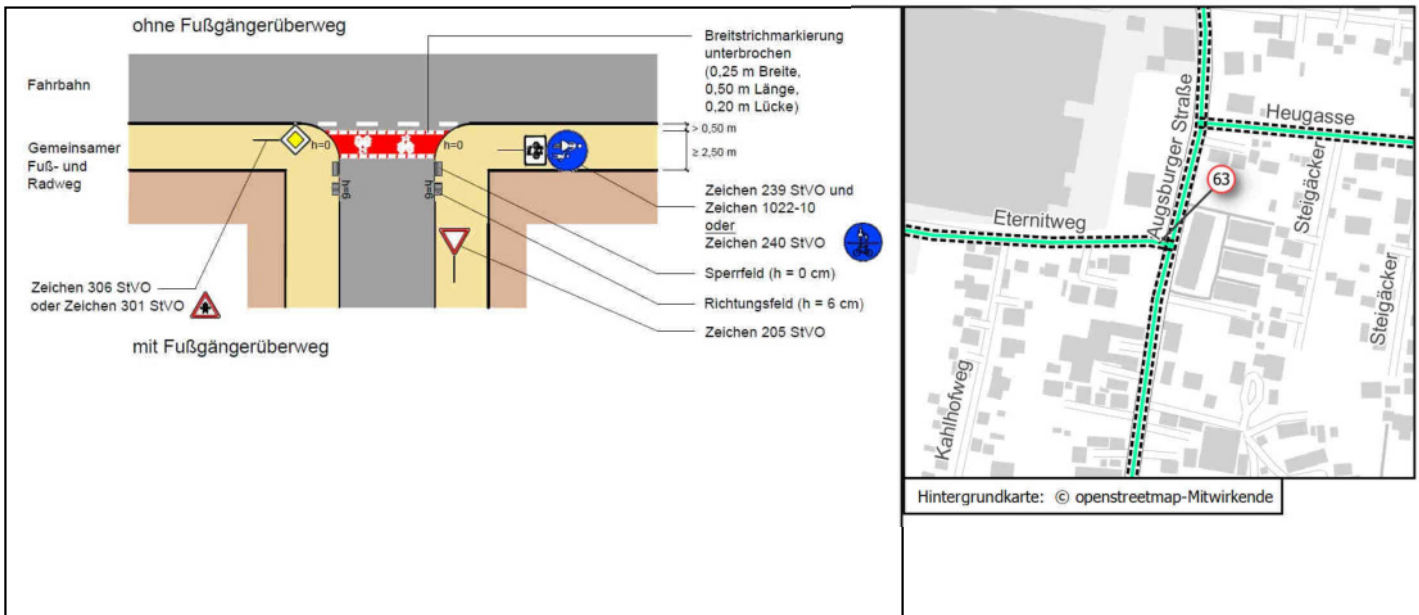 ohne Fußgängerüberweg
Fahrbahn
Gemeinsamer
Fuß- und
Radweg
h=0
h=0
h=6
h=6
Breitstrichmarkierung
unterbrochen
(0,25 m Breite,
0,50 m Länge,
0,20 m Lücke)
> 0,50 m
≥ 2,50 m
Zeichen 239 StVO und
Zeichen 1022-10
oder
Zeichen 240 StVO
Sperrfeld (h = 0 cm)
Richtungsfeld (h = 6 cm)
Zeichen 205 StVO
Zeichen 306 StVO
oder Zeichen 301 StVO
mit Fußgängerüberweg
Augsburger Straße
Heugasse
63
Steigäcker
Eternitweg
Steigäcker
Kahlhofweg
Hintergrundkarte: © openstreetmap-Mitwirkende